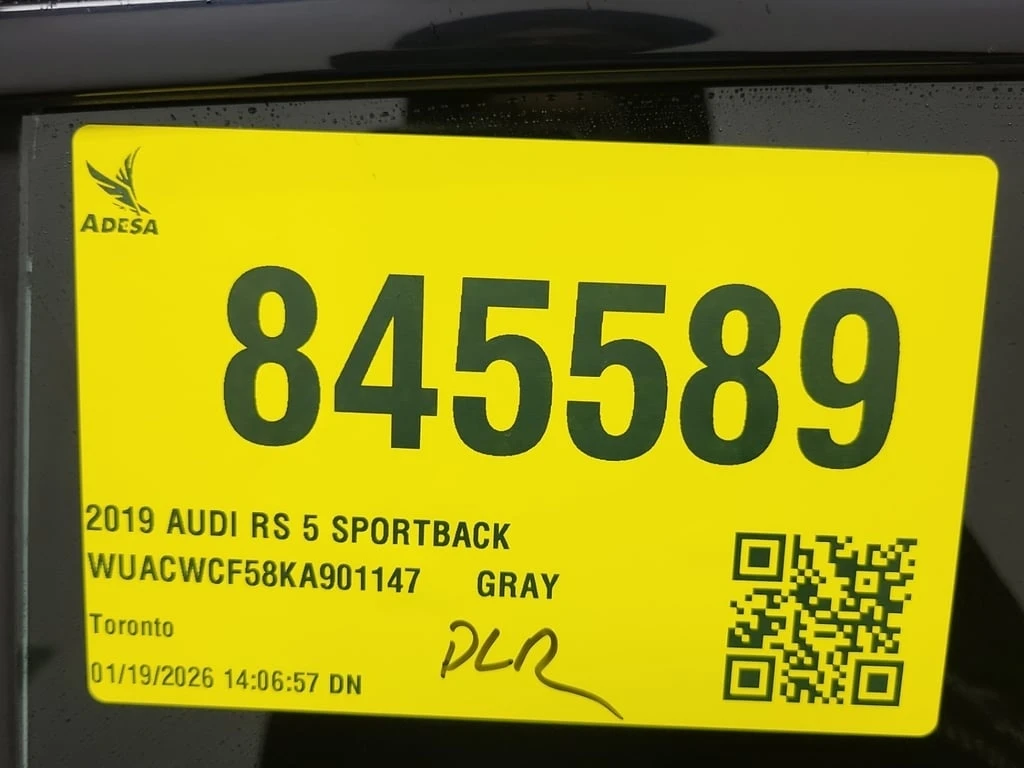 ADESA
845589
2019 AUDI RS 5 SPORTBACK
WUACWCF58KA901147 GRAY
Toronto
DLR
01/19/2026 14:06:57 DN